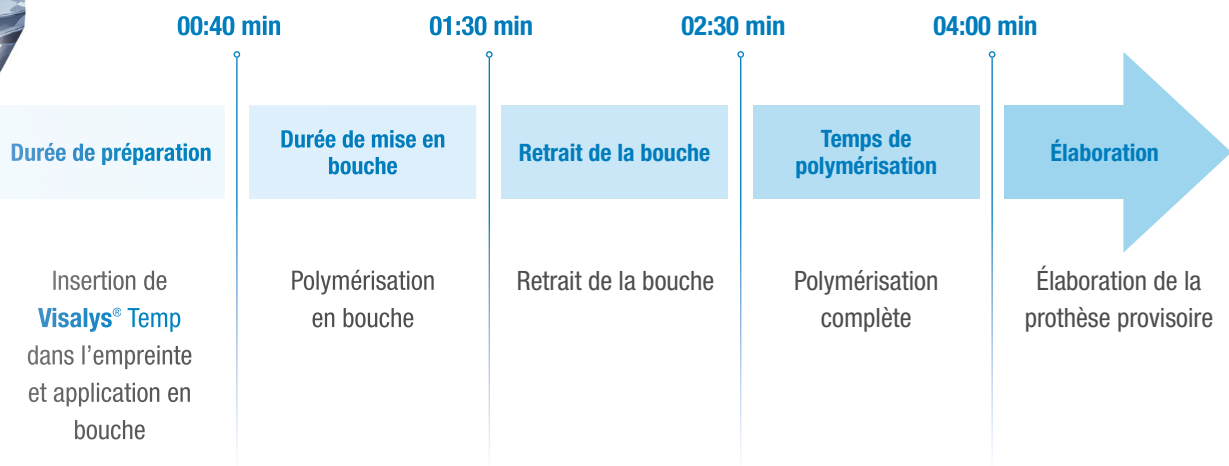 00:40 min
01:30 min
02:30 min
04:00 min
Durée de préparation
Durée de mise en
bouche
Retrait de la bouche
Temps de
polymérisation
Élaboration
Insertion de
Visalys® Temp
dans l’empreinte
et application en
bouche
Polymérisation
en bouche
Retrait de la bouche
Polymérisation
complète
Élaboration de la
prothèse provisoire